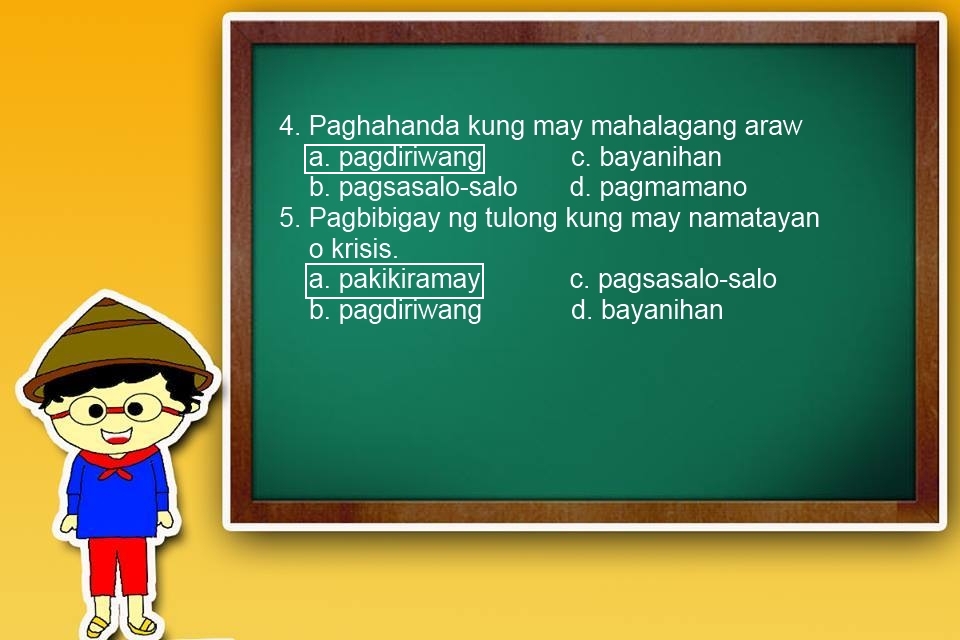 4. Paghahanda kung may mahalagang araw
a. pagdiriwang c. bayanihan
b. pagsasalo-salo d. pagmamano
5. Pagbibigay ng tulong kung may namatayan
o krisis.
a. pakikiramay c. pagsasalo-salo
b. pagdiriwang d. bayanihan